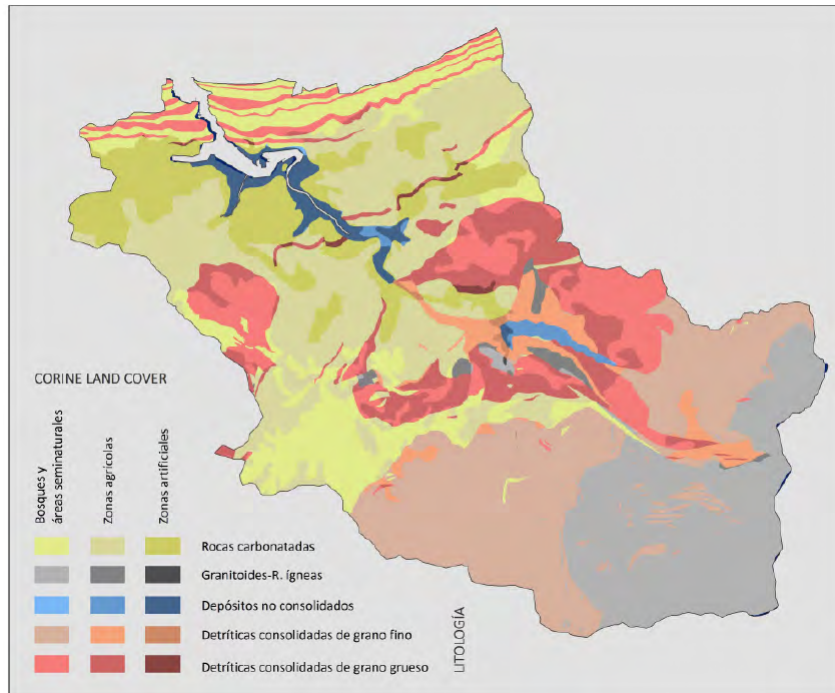 CORINE LAND COVER
Bosques y
áreas seminaturales
Zonas agrícolas
Zonas artificiales
Rocas carbonatadas
Granitoides-R. ígneas
Depósitos no consolidados
Detríticas consolidadas de grano fino
Detríticas consolidadas de grano grueso
LITOLOGÍA